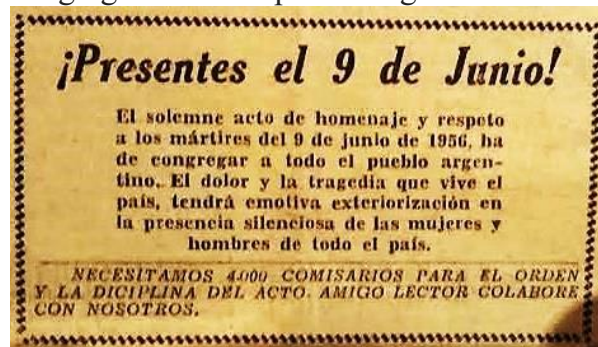 ¡Presentes el 9 de Junio!
El solemne acto de homenaje y respeto
a los mártires del 9 de junio de 1956, ha
de congregar a todo el pueblo argen-
tino. El dolor y la tragedia que vive el
país, tendrá emotiva exteriorización en
la presencia silenciosa de las mujeres y
hombres de todo el país.
NECESITAMOS 4.000 COMISARIOS PARA EL ORDEN
Y LA DICIPLINA DEL ACTO. AMIGO LECTOR COLABORE
CON NOSOTROS.